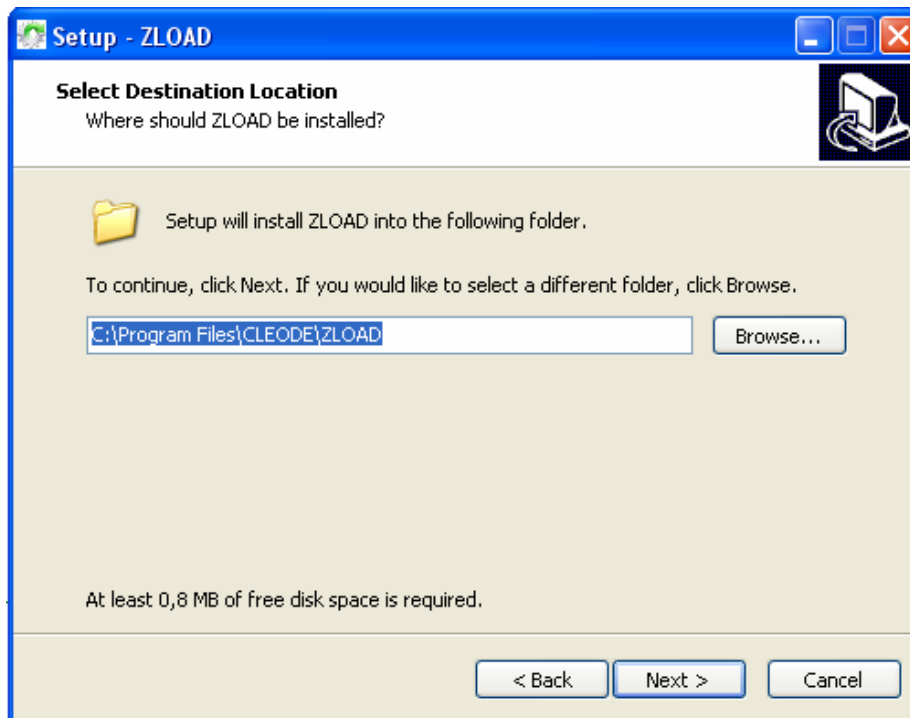 Setup - ZLOAD
Select Destination Location
Where should ZLOAD be installed?
Setup will install ZLOAD into the following folder.
To continue, click Next. If you would like to select a different folder, click Browse.
C:\Program Files\CLEODE\ZLOAD
Browse...
At least 0,8 MB of free disk space is required.
< Back
Next >
Cancel